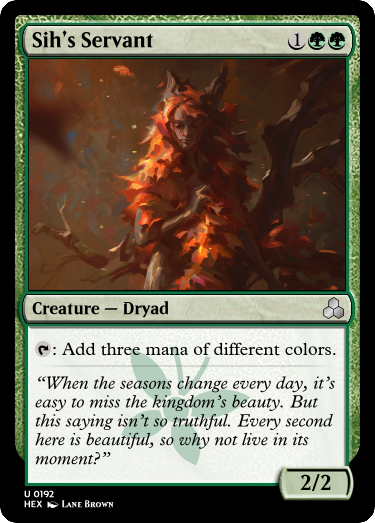 Sih's Servant 1
Creature — Dryad
: Add three mana of different colors.
“When the seasons change every day, it's
easy to miss the kingdom's beauty. But
this saying isn't so truthful. Every second
here is beautiful, so why not live in its
moment?”
2/2
U 0192
HEX Lane Brown